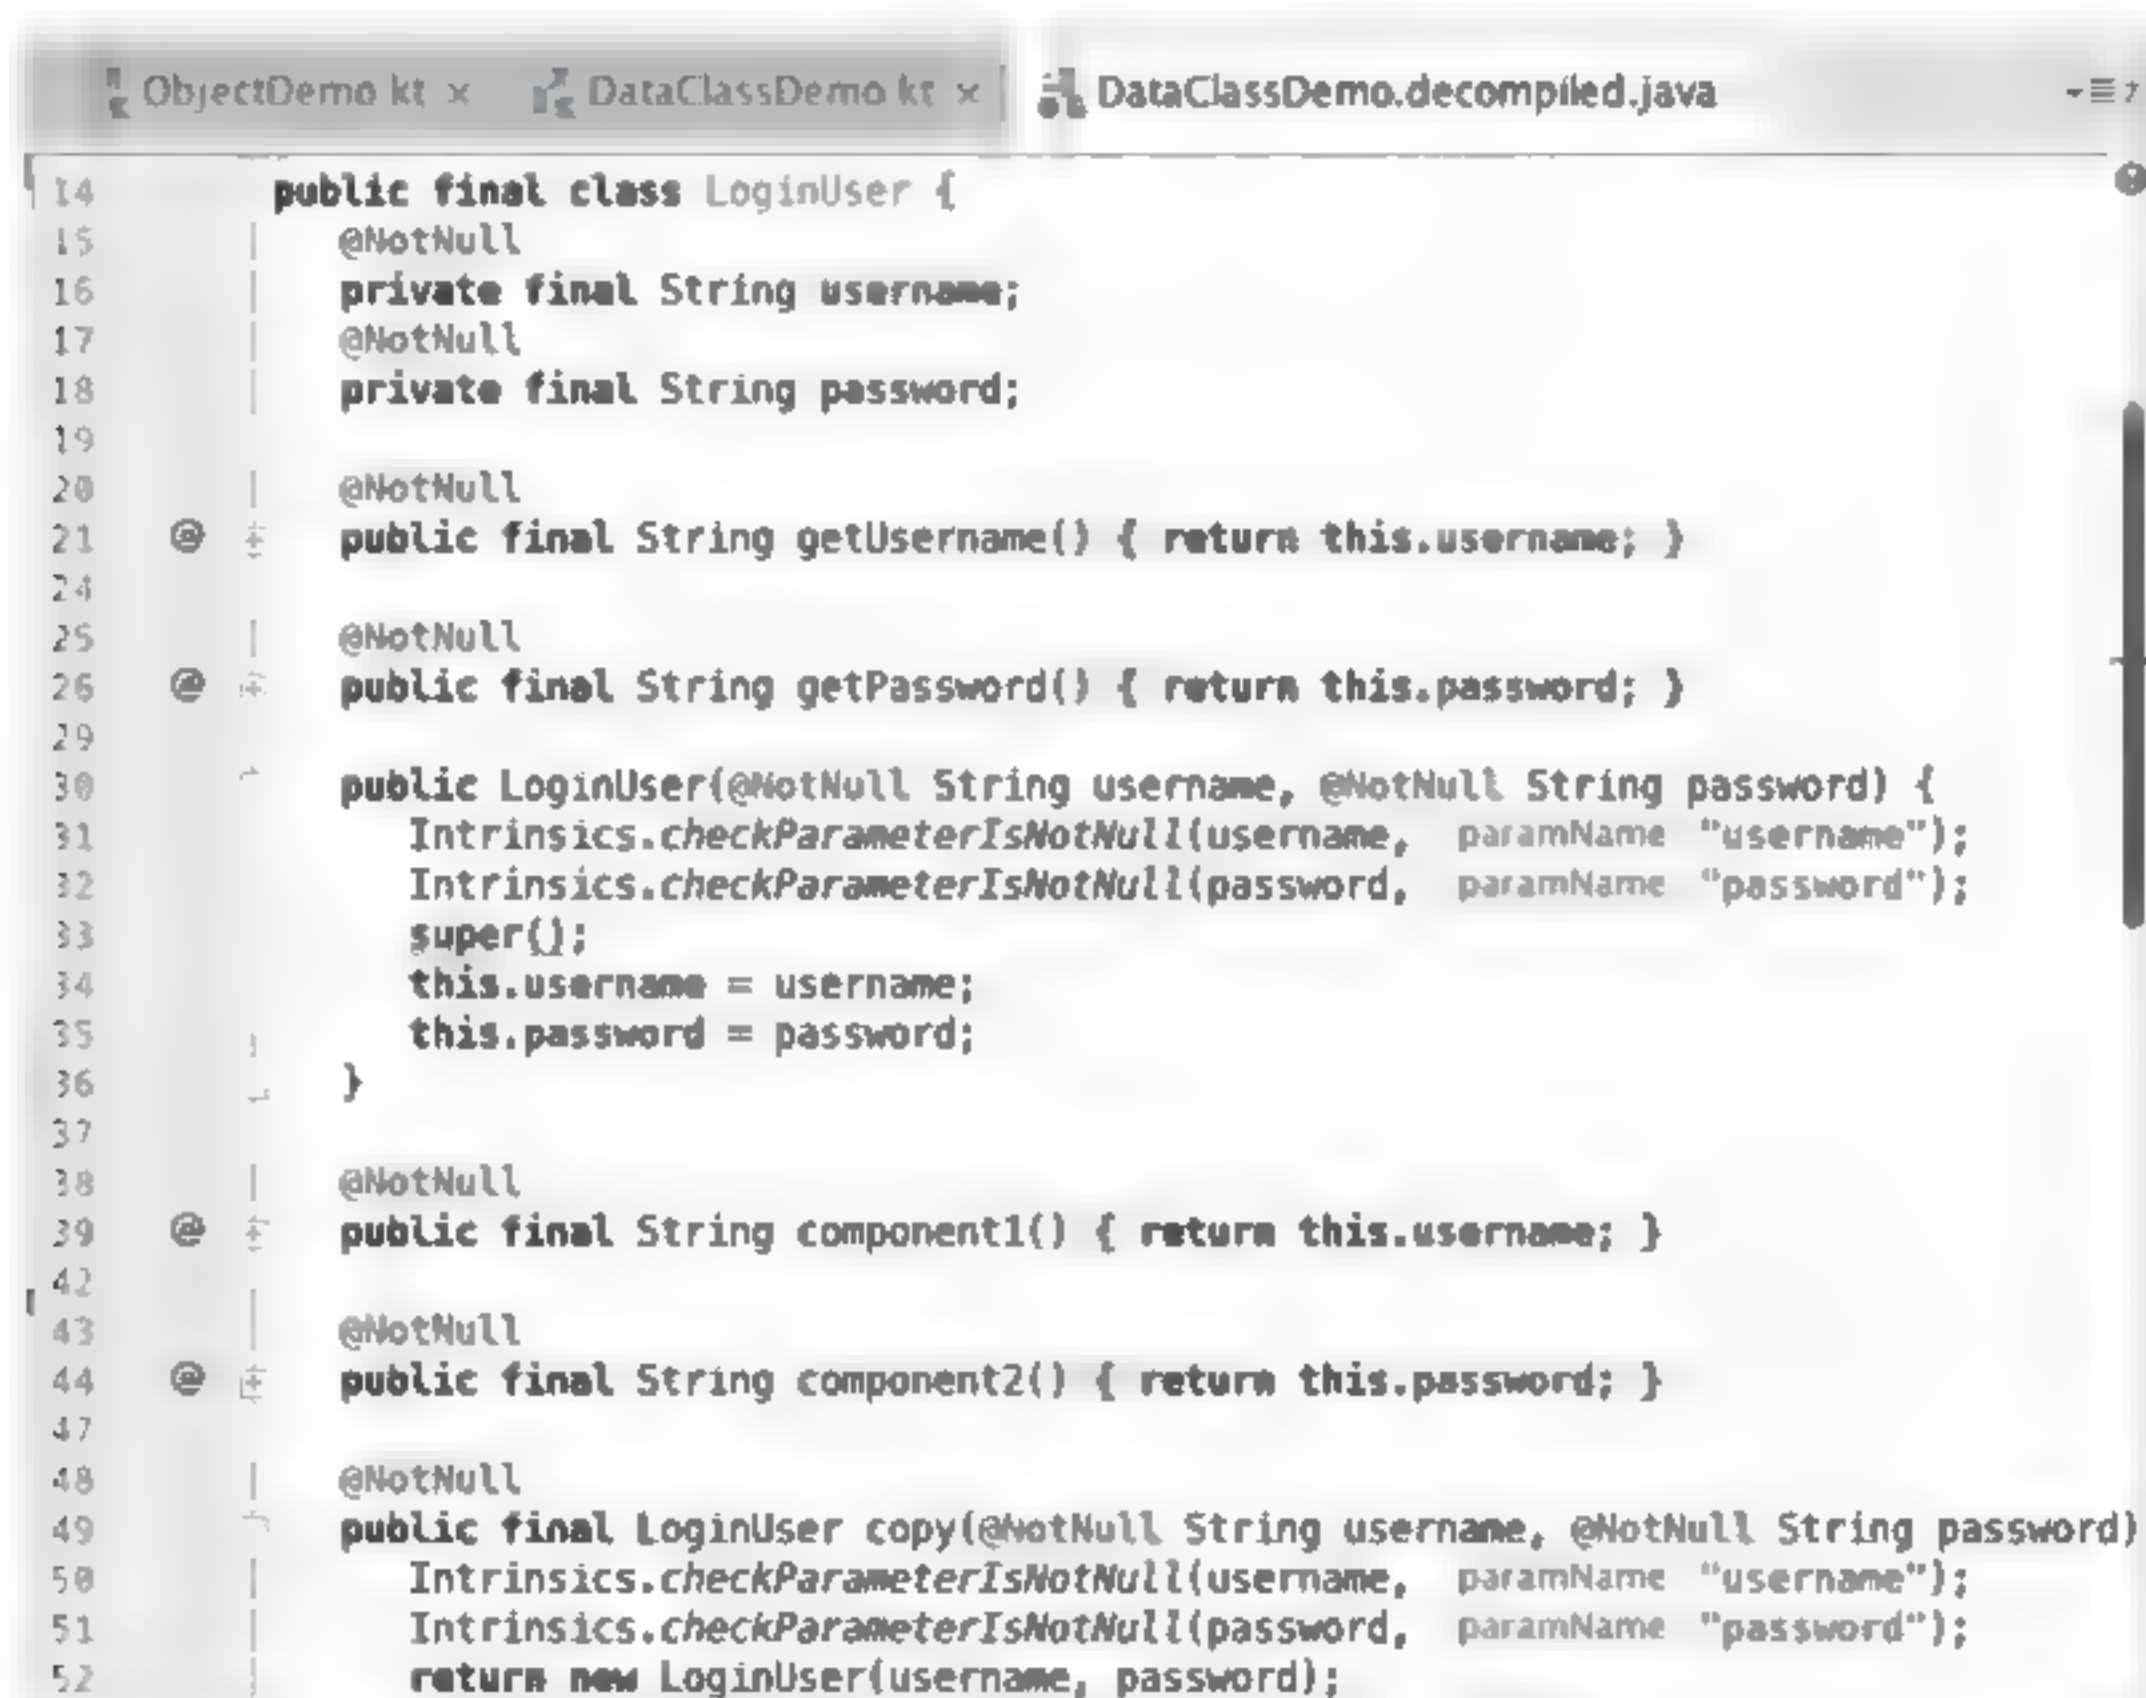 ObjectDemo kt × DataClassDemo kt × DataClassDemo.decompiled.java
14 public final class LoginUser {
15 @NotNull
16 private final String username;
17 @NotNull
18 private final String password;
19
20 @NotNull
21 @ public final String getUsername() { return this.username; }
24
25 @NotNull
26 @ public final String getPassword() { return this.password; }
29
30 public LoginUser(@NotNull String username, @NotNull String password) {
31 Intrinsics.checkParameterIsNotNull(username, paramName "username");
32 Intrinsics.checkParameterIsNotNull(password, paramName "password");
33 super();
34 this.username = username;
35 this.password = password;
36 }
37
38 @NotNull
39 @ public final String component1() { return this.username; }
42
43 @NotNull
44 @ public final String component2() { return this.password; }
47
48 @NotNull
49 public final LoginUser copy(@NotNull String username, @NotNull String password)
50 Intrinsics.checkParameterIsNotNull(username, paramName "username");
51 Intrinsics.checkParameterIsNotNull(password, paramName "password");
52 return new LoginUser(username, password);